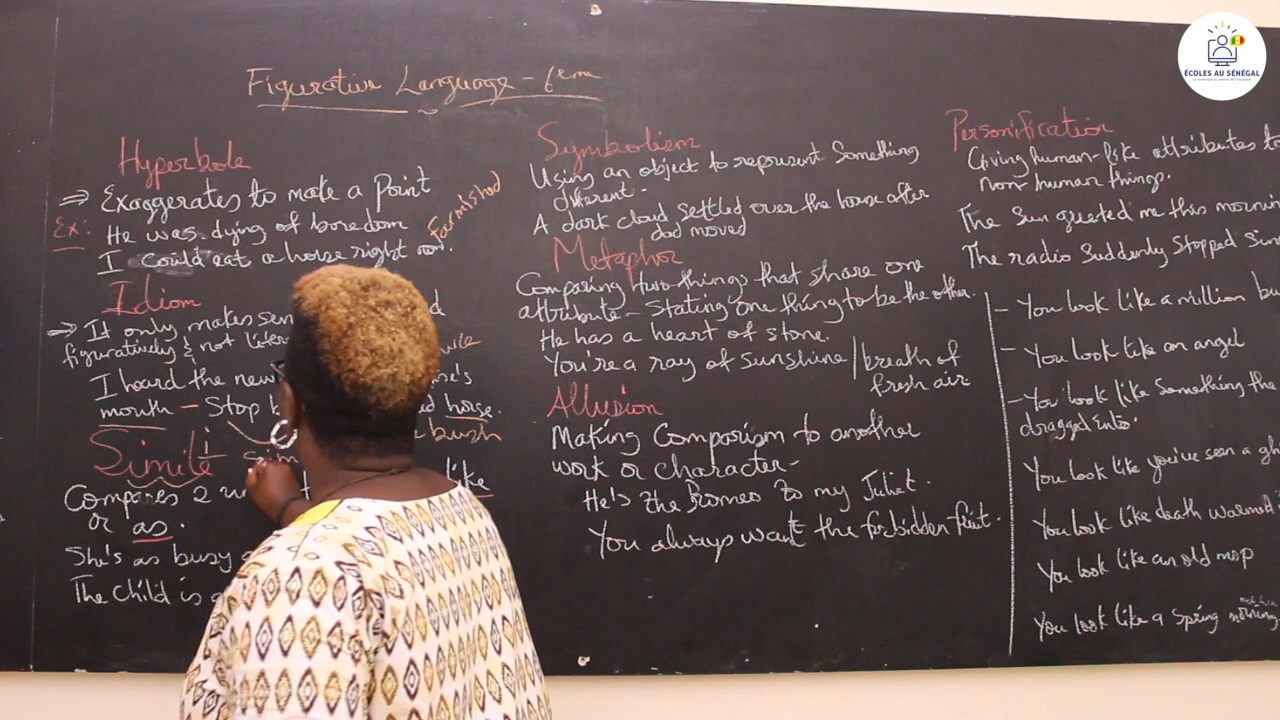 Figurative Language - 6eme
Hyperbole
⇒ Exaggerates to make a Point
Ex: He was dying of boredom
I could eat a horse right now.
Famished
Idiom
⇒ It only makes sen
figuratively & not liter
I heard the new se's
mouth - Stop d horse.
bush
Simile
Compares 2 like
or as.
She's as busy
The child is
Symbolism
Using an object to represent Something
different.
A dark cloud settled over the house after
dad moved
Metaphor
Comparing two things that share one
attribute - Stating one thing to be the other.
He has a heart of stone.
You're a ray of Sunshine / breath of
fresh air
Allusion
Making Comparism to another
work or character-
He's the Romeo to my Juliet.
You always want the forbidden fruit.
Personification
Giving human-like attributes to
non-human things.
The Sun greeted me this mornin
The radio Suddenly Stopped Sin
- You look like a million bu
- You look like an angel
- You look like Something the
dragged into.
You look like you've seen a gh
You look like death warmed
You look like an old mop
You look like a Spring morning
ÉCOLES AU SÉNÉGAL